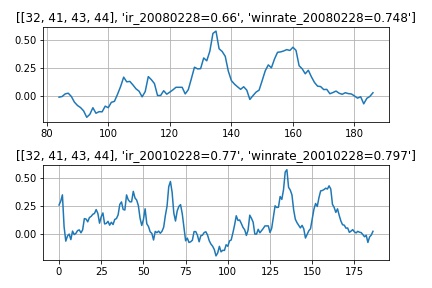 [[32, 41, 43, 44], 'ir_20080228=0.66', 'winrate_20080228=0.748']
0.50
0.25
0.00
80 100 120 140 160 180
[[32, 41, 43, 44], 'ir_20010228=0.77', 'winrate_20010228=0.797']
0.50
0.25
0.00
0 25 50 75 100 125 150 175